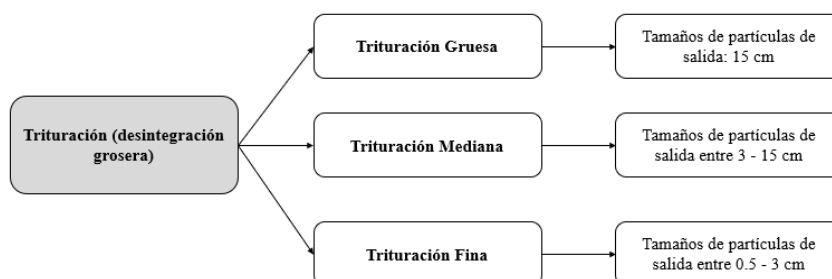 Trituración (desintegración
grosera)
Trituración Gruesa
Tamaños de partículas de
salida: 15 cm
Trituración Mediana
Tamaños de partículas de
salida entre 3 - 15 cm
Trituración Fina
Tamaños de partículas de
salida entre 0.5 - 3 cm